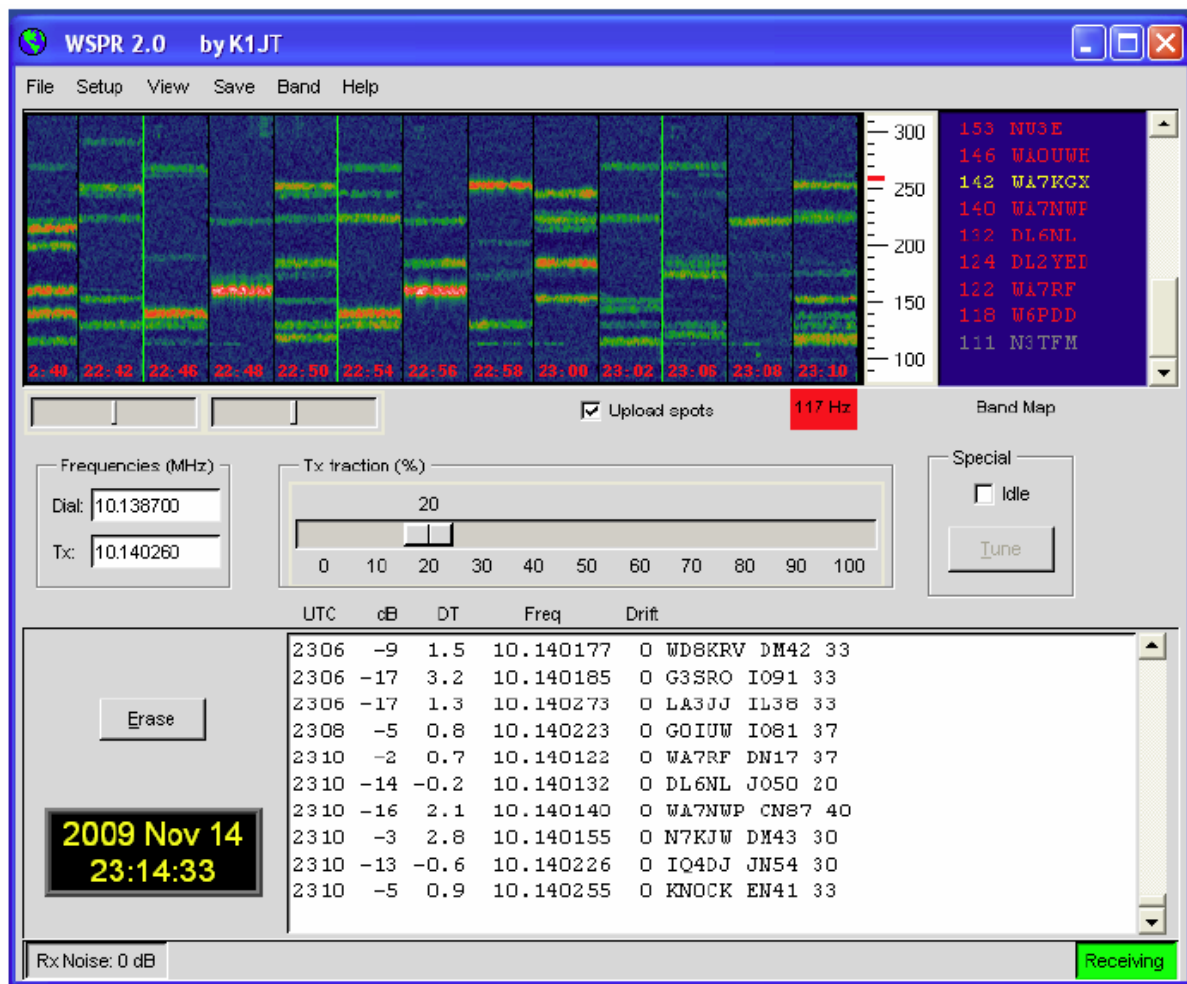 WSPR 2.0 by K1JT
File Setup View Save Band Help
300
250
200
150
100
2:40 22:42 22:46 22:48 22:50 22:54 22:56 22:58 23:00 23:02 23:06 23:08 23:10
153 NU3E
146 WA0UWH
142 WA7KGX
140 WA7NWP
132 DL6NL
124 DL2YED
122 WA7RF
118 W6PDD
111 N3TFM
Upload spots 117 Hz Band Map
Frequencies (MHz)
Dial: 10.138700
Tx: 10.140260
Tx fraction (%)
20
0 10 20 30 40 50 60 70 80 90 100
Special
Idle
Tune
UTC dB DT Freq Drift
2306 -9 1.5 10.140177 0 WD8KRV DM42 33
2306 -17 3.2 10.140185 0 G3SRO IO91 33
2306 -17 1.3 10.140273 0 LA3JJ IL38 33
2308 -5 0.8 10.140223 0 G0IUW IO81 37
2310 -2 0.7 10.140122 0 WA7RF DN17 37
2310 -14 -0.2 10.140132 0 DL6NL JO50 20
2310 -16 2.1 10.140140 0 WA7NWP CN87 40
2310 -3 2.8 10.140155 0 N7KJW DM43 30
2310 -13 -0.6 10.140226 0 IQ4DJ JN54 30
2310 -5 0.9 10.140255 0 KN0CK EN41 33
Erase
2009 Nov 14
23:14:33
Rx Noise: 0 dB
Receiving